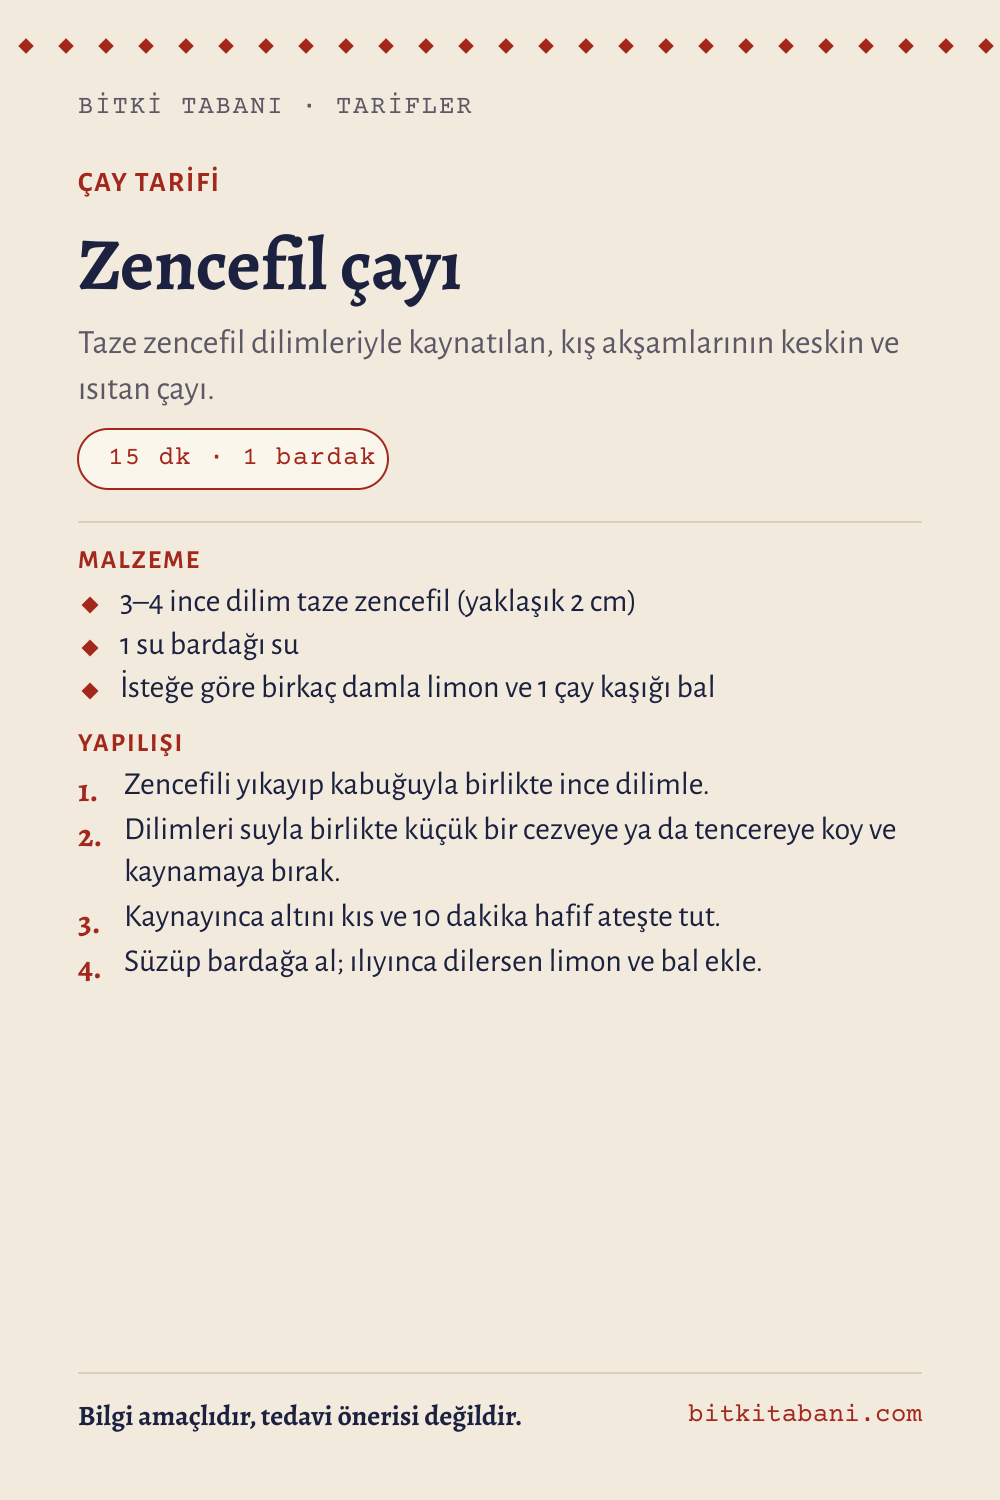 BİTKİ TABANI · TARİFLER
ÇAY TARİFİ
Zencefil çayı
Taze zencefil dilimleriyle kaynatılan, kış akşamlarının keskin ve
ısıtan çayı.
15 dk · 1 bardak
MALZEME
◆ 3–4 ince dilim taze zencefil (yaklaşık 2 cm)
◆ 1 su bardağı su
◆ İsteğe göre birkaç damla limon ve 1 çay kaşığı bal
YAPILIŞI
1. Zencefili yıkayıp kabuğuyla birlikte ince dilimle.
2. Dilimleri suyla birlikte küçük bir cezveye ya da tencereye koy ve
kaynamaya bırak.
3. Kaynayınca altını kıs ve 10 dakika hafif ateşte tut.
4. Süzüp bardağa al; ılıyınca dilersen limon ve bal ekle.
Bilgi amaçlıdır, tedavi önerisi değildir.
bitkitabani.com